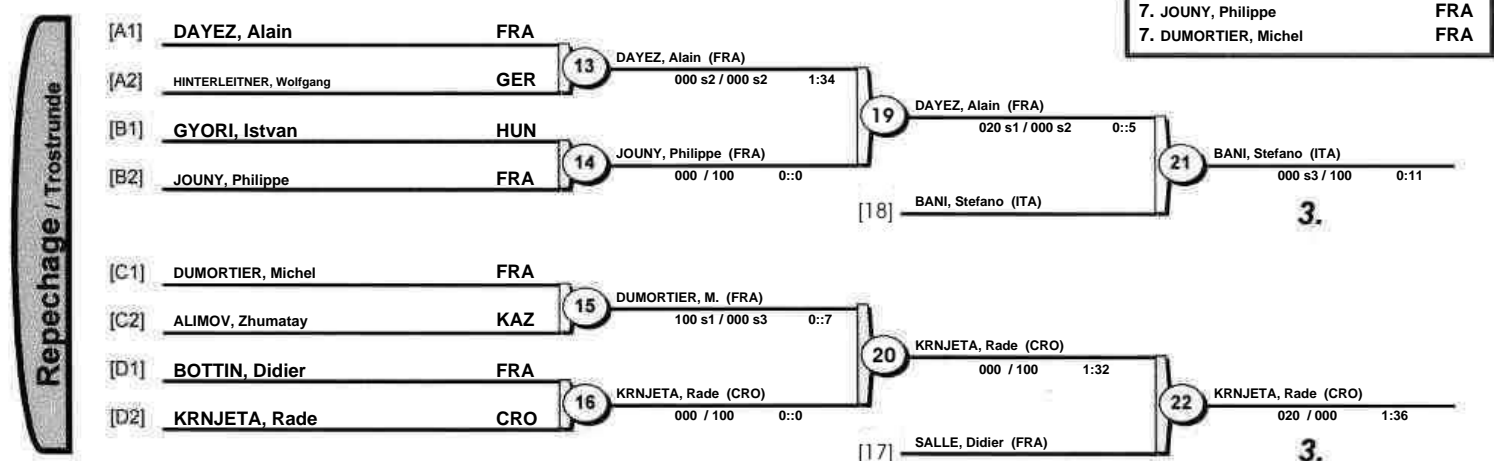 7. JOUNY, Philippe FRA
7. DUMORTIER, Michel FRA
Repechage / Trostrunde
[A1] DAYEZ, Alain FRA
[A2] HINTERLEITNER, Wolfgang GER
13
DAYEZ, Alain (FRA)
000 s2 / 000 s2 1:34
[B1] GYORI, Istvan HUN
[B2] JOUNY, Philippe FRA
14
JOUNY, Philippe (FRA)
000 / 100 0::0
19
DAYEZ, Alain (FRA)
020 s1 / 000 s2 0::5
[18] BANI, Stefano (ITA)
21
BANI, Stefano (ITA)
000 s3 / 100 0:11
3.
[C1] DUMORTIER, Michel FRA
[C2] ALIMOV, Zhumatay KAZ
15
DUMORTIER, M. (FRA)
100 s1 / 000 s3 0::7
[D1] BOTTIN, Didier FRA
[D2] KRNJETA, Rade CRO
16
KRNJETA, Rade (CRO)
000 / 100 0::0
20
KRNJETA, Rade (CRO)
000 / 100 1:32
[17] SALLE, Didier (FRA)
22
KRNJETA, Rade (CRO)
020 / 000 1:36
3.